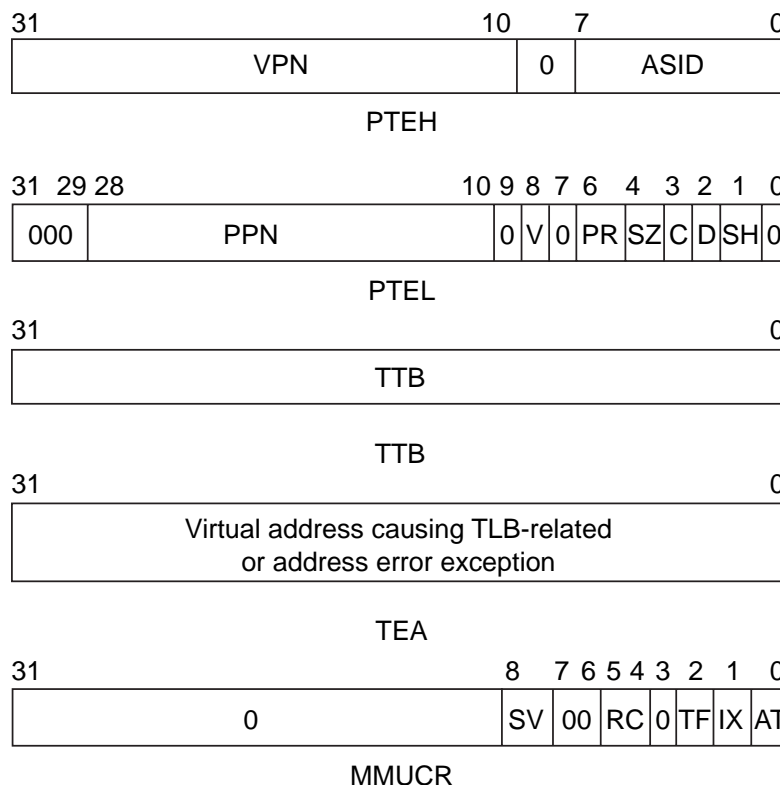 31 10 7 0
VPN 0 ASID
PTEH
31 29 28 10 9 8 7 6 4 3 2 1 0
000 PPN 0 V 0 PR SZ C D SH 0
PTEL
31 0
TTB
TTB
31 0
Virtual address causing TLB-related
or address error exception
TEA
31 8 7 6 5 4 3 2 1 0
0 SV 00 RC 0 TF IX AT
MMUCR